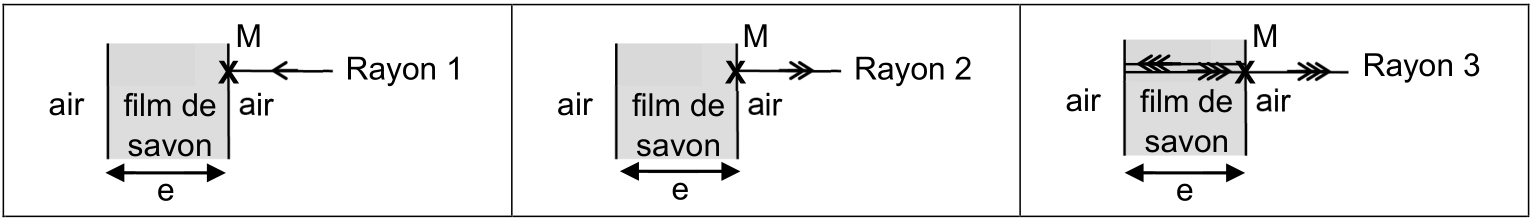 M
Rayon 1
air film de air
savon
e
M
Rayon 2
air film de air
savon
e
M
Rayon 3
air film de air
savon
e